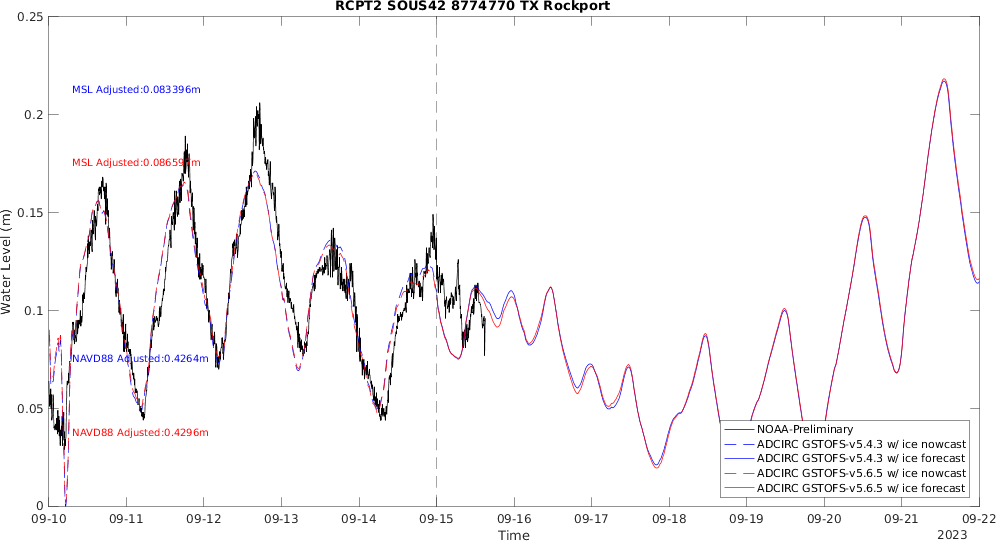 RCPT2 SOUS42 8774770 TX Rockport
0.25
0.2
0.15
0.1
0.05
0
Water Level (m)
MSL Adjusted:0.083396m
MSL Adjusted:0.08659 m
NAVD88 Adjusted:0.4264m
NAVD88 Adjusted:0.4296m
NOAA-Preliminary
ADCIRC GSTOFS-v5.4.3 w/ ice nowcast
ADCIRC GSTOFS-v5.4.3 w/ ice forecast
ADCIRC GSTOFS-v5.6.5 w/ ice nowcast
ADCIRC GSTOFS-v5.6.5 w/ ice forecast
09-10 09-11 09-12 09-13 09-14 09-15 09-16 09-17 09-18 09-19 09-20 09-21 09-22
Time
2023